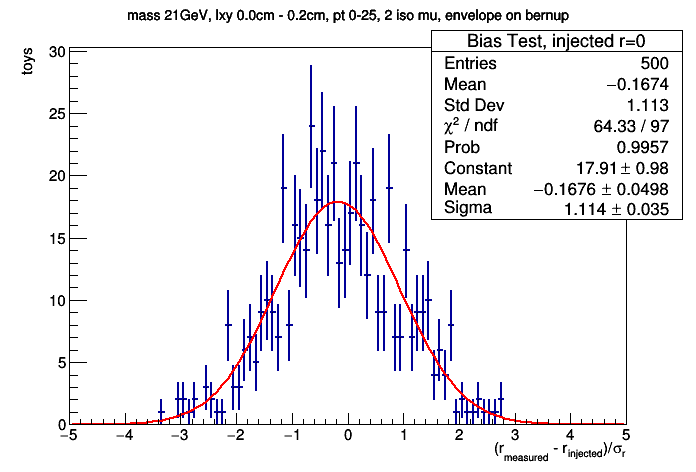 mass 21GeV, lxy 0.0cm - 0.2cm, pt 0-25, 2 iso mu, envelope on bernup
toys
30
25
20
15
10
5
0
Bias Test, injected r=0
Entries 500
Mean −0.1674
Std Dev 1.113
χ² / ndf 64.33 / 97
Prob 0.9957
Constant 17.91 ± 0.98
Mean −0.1676 ± 0.0498
Sigma 1.114 ± 0.035
−5 −4 −3 −2 −1 0 1 2 3 4 5
(r_measured - r_injected)/σ_r